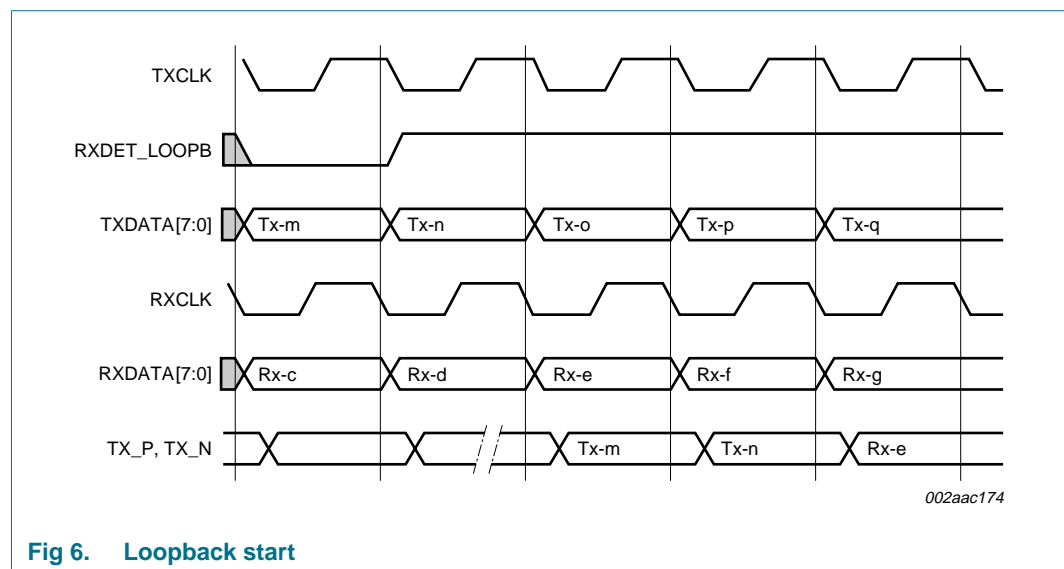 TXCLK
RXDET_LOOPB
TXDATA[7:0] Tx-m Tx-n Tx-o Tx-p Tx-q
RXCLK
RXDATA[7:0] Rx-c Rx-d Rx-e Rx-f Rx-g
TX_P, TX_N Tx-m Tx-n Rx-e
002aac174
Fig 6. Loopback start